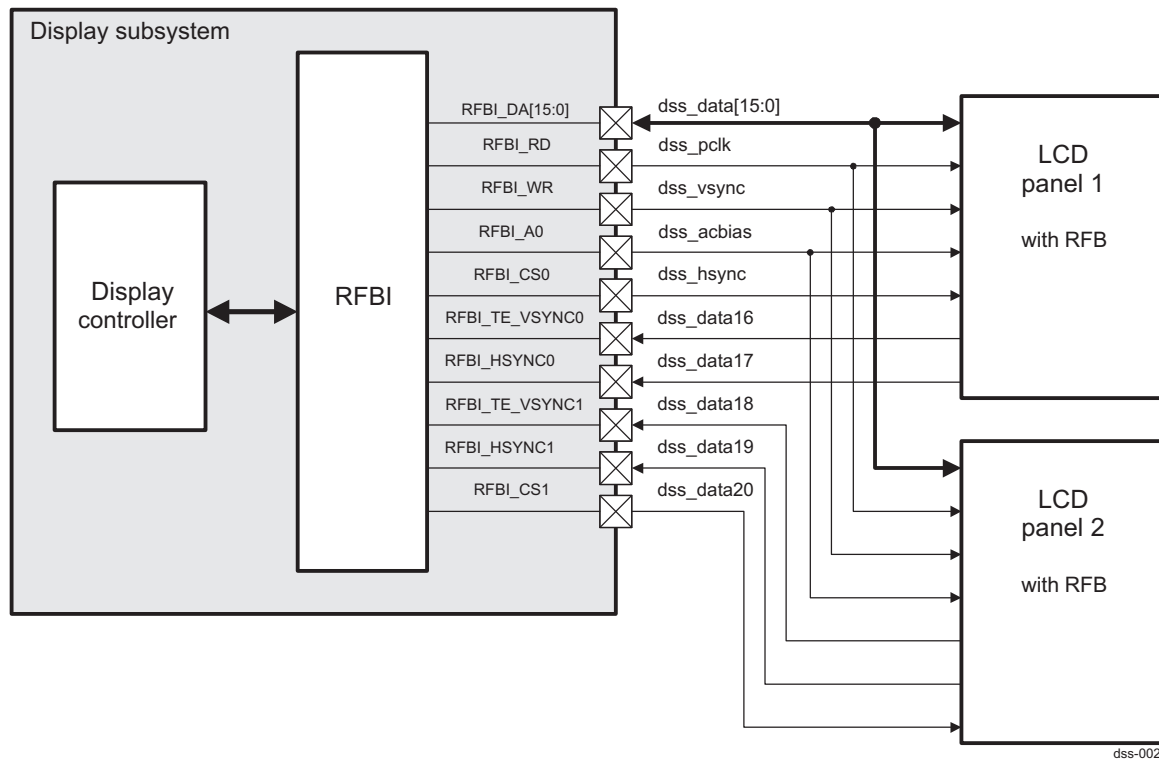 Display subsystem
Display
controller
RFBI
RFBI_DA[15:0]
RFBI_RD
RFBI_WR
RFBI_A0
RFBI_CS0
RFBI_TE_VSYNC0
RFBI_HSYNC0
RFBI_TE_VSYNC1
RFBI_HSYNC1
RFBI_CS1
dss_data[15:0]
dss_pclk
dss_vsync
dss_acbias
dss_hsync
dss_data16
dss_data17
dss_data18
dss_data19
dss_data20
LCD
panel 1
with RFB
LCD
panel 2
with RFB
dss-002